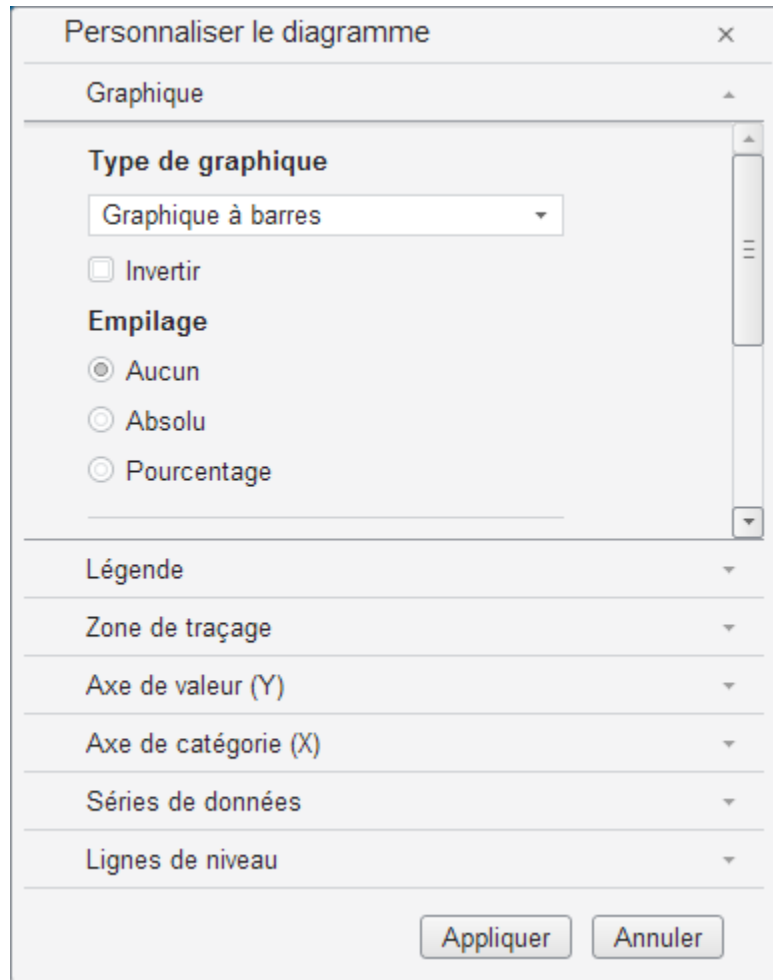 Personnaliser le diagramme
Graphique
Type de graphique
Graphique à barres
Invertir
Empilage
Aucun
Absolu
Pourcentage
Légende
Zone de traçage
Axe de valeur (Y)
Axe de catégorie (X)
Séries de données
Lignes de niveau
Appliquer Annuler